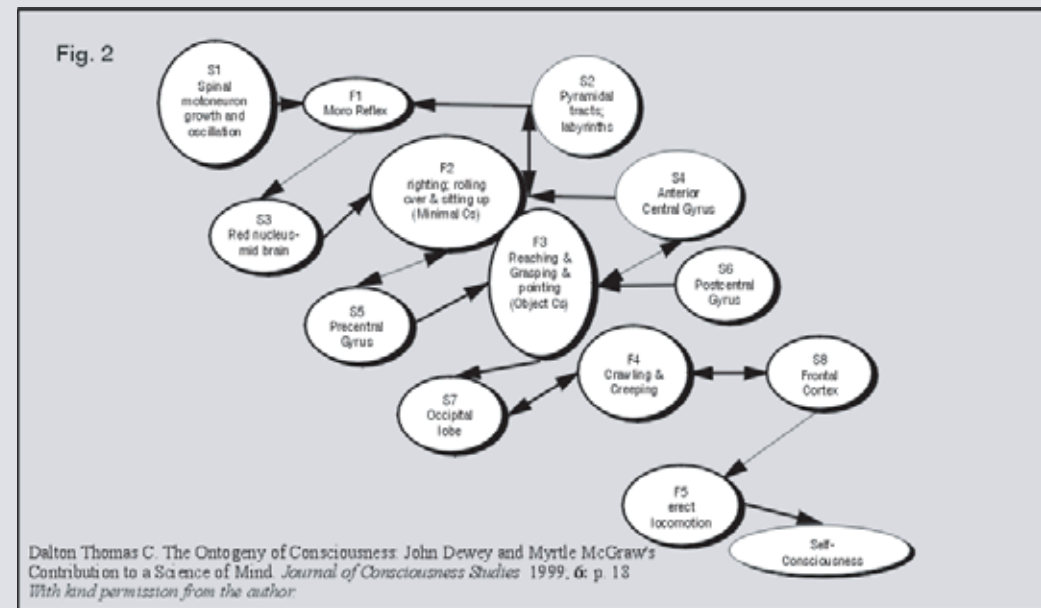 Fig. 2
S1
Spinal
motoneuron
growth and
oscillation
F1
Moro Reflex
S2
Pyramidal
tracts;
labyrinths
F2
righting; rolling
over & sitting up
(Minimal Cs)
S4
Anterior
Central Gyrus
S3
Red nucleus-
mid brain
F3
Reaching &
Grasping &
pointing
(Object Cs)
S6
Postcentral
Gyrus
S5
Precentral
Gyrus
F4
Crawling &
Creeping
S8
Frontal
Cortex
S7
Occipital
lobe
F5
erect
locomotion
Self-
Consciousness
Dalton Thomas C. The Ontogeny of Consciousness: John Dewey and Myrtle McGraw's
Contribution to a Science of Mind. Journal of Consciousness Studies 1999, 6: p. 18
With kind permission from the author.